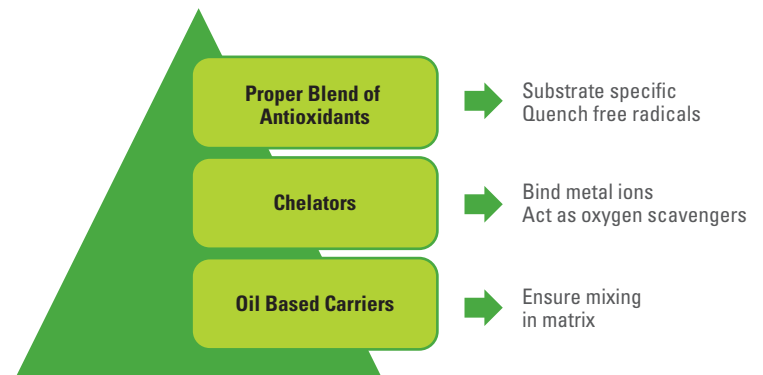 Proper Blend of
Antioxidants
Substrate specific
Quench free radicals
Chelators
Bind metal ions
Act as oxygen scavengers
Oil Based Carriers
Ensure mixing
in matrix